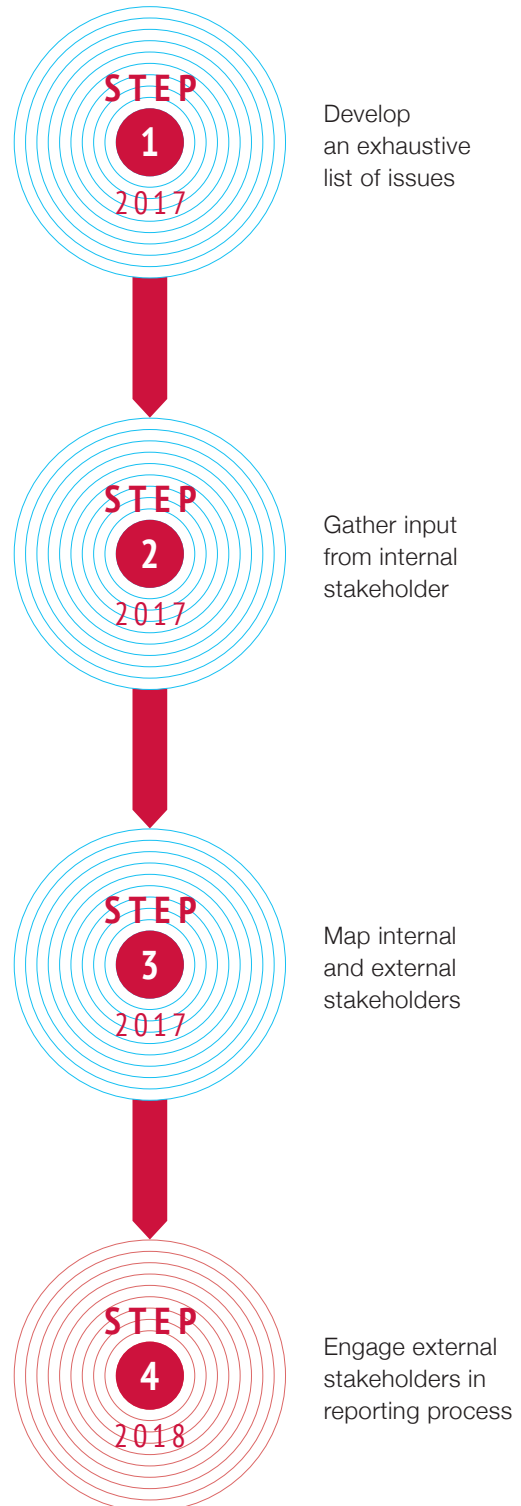 STEP
1
2017
Develop
an exhaustive
list of issues
STEP
2
2017
Gather input
from internal
stakeholder
STEP
3
2017
Map internal
and external
stakeholders
STEP
4
2018
Engage external
stakeholders in
reporting process